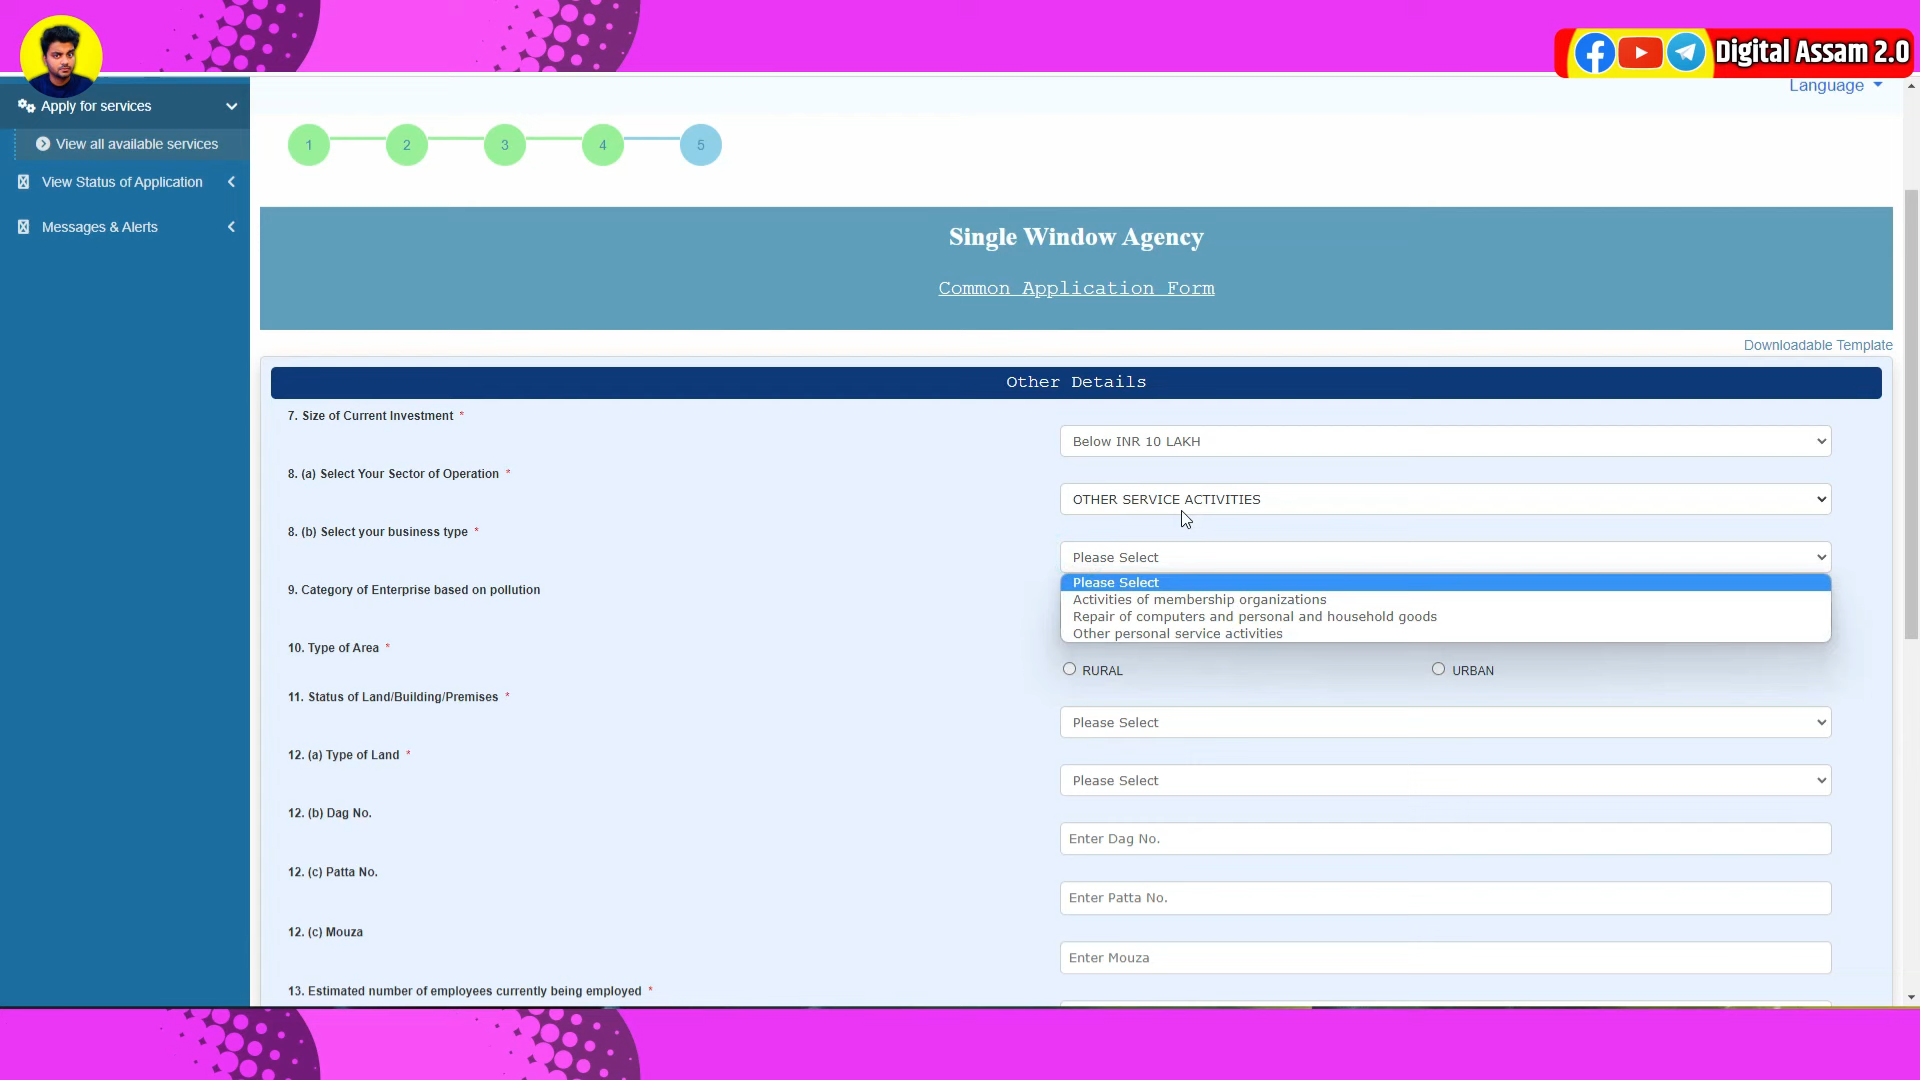 Digital Assam 2.0
Language
Apply for services
View all available services
View Status of Application
Messages & Alerts
1 2 3 4 5
Single Window Agency
Common Application Form
Downloadable Template
Other Details
7. Size of Current Investment *
Below INR 10 LAKH
8. (a) Select Your Sector of Operation *
OTHER SERVICE ACTIVITIES
8. (b) Select your business type *
Please Select
Please Select
Activities of membership organizations
Repair of computers and personal and household goods
Other personal service activities
9. Category of Enterprise based on pollution
10. Type of Area *
RURAL URBAN
11. Status of Land/Building/Premises *
Please Select
12. (a) Type of Land *
Please Select
12. (b) Dag No.
Enter Dag No.
12. (c) Patta No.
Enter Patta No.
12. (c) Mouza
Enter Mouza
13. Estimated number of employees currently being employed *